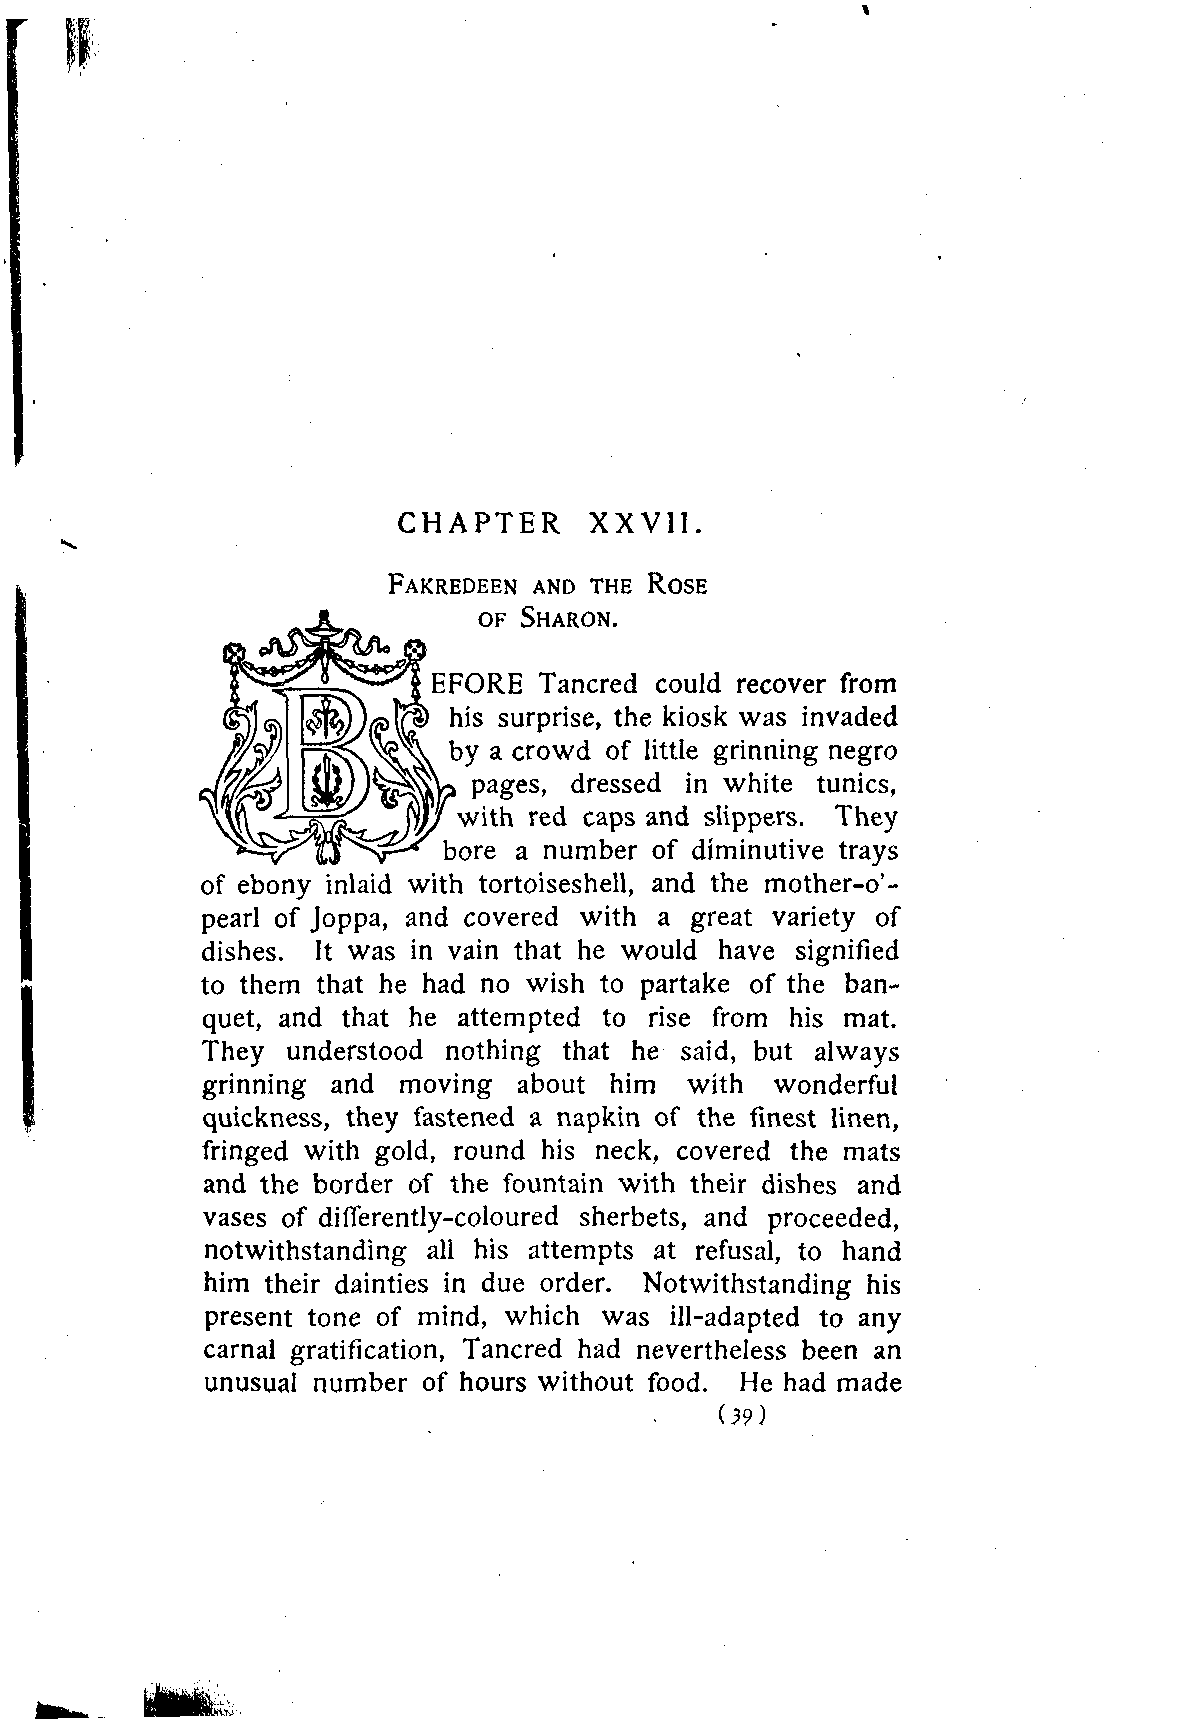 CHAPTER XXVII.
FAKREDEEN AND THE ROSE
OF SHARON.
BEFORE Tancred could recover from
his surprise, the kiosk was invaded
by a crowd of little grinning negro
pages, dressed in white tunics,
with red caps and slippers. They
bore a number of diminutive trays
of ebony inlaid with tortoiseshell, and the mother-o'-
pearl of Joppa, and covered with a great variety of
dishes. It was in vain that he would have signified
to them that he had no wish to partake of the ban-
quet, and that he attempted to rise from his mat.
They understood nothing that he said, but always
grinning and moving about him with wonderful
quickness, they fastened a napkin of the finest linen,
fringed with gold, round his neck, covered the mats
and the border of the fountain with their dishes and
vases of differently-coloured sherbets, and proceeded,
notwithstanding all his attempts at refusal, to hand
him their dainties in due order. Notwithstanding his
present tone of mind, which was ill-adapted to any
carnal gratification, Tancred had nevertheless been an
unusual number of hours without food. He had made
(39)